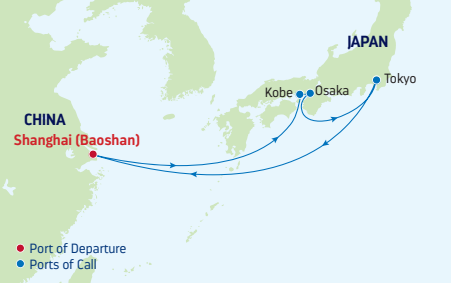 JAPAN
Tokyo
Kobe
Osaka
CHINA
Shanghai (Baoshan)
Port of Departure
Ports of Call